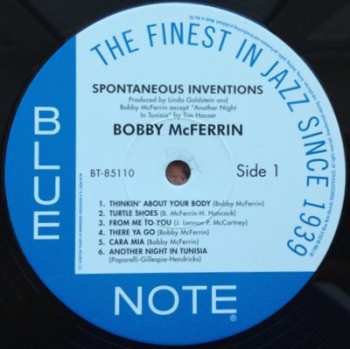 THE FINEST IN JAZZ SINCE 1939
BLUE
NOTE®
SPONTANEOUS INVENTIONS
Produced by Linda Goldstein and
Bobby McFerrin except "Another Night
In Tunisia" by Tim Hauser
BOBBY McFERRIN
BT-85110
Side 1
1. THINKIN' ABOUT YOUR BODY (Bobby McFerrin)
2. TURTLE SHOES (B. McFerrin-H. Hancock)
3. FROM ME TO YOU (J. Lennon-P. McCartney)
4. THERE YA GO (Bobby McFerrin)
5. CARA MIA (Bobby McFerrin)
6. ANOTHER NIGHT IN TUNISIA
(Paparelli-Gillespie-Hendricks)